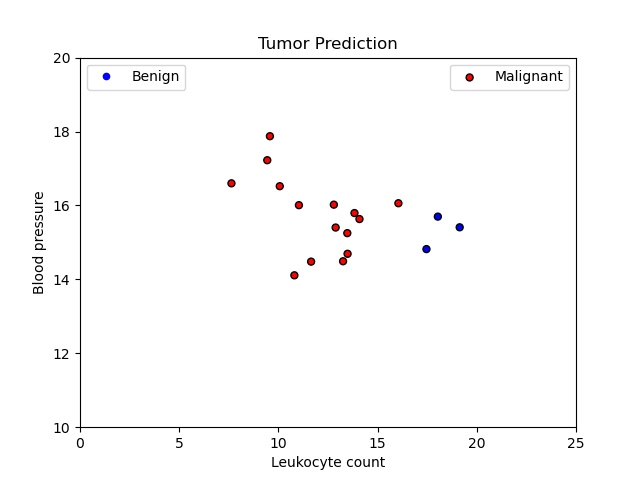 Tumor Prediction
Benign
Malignant
Blood pressure
20
18
16
14
12
10
0 5 10 15 20 25
Leukocyte count